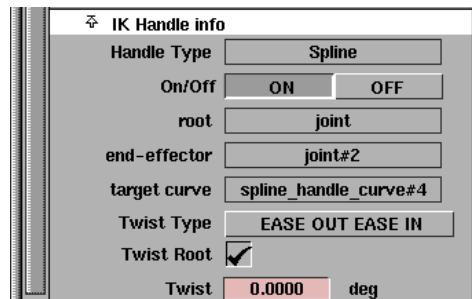 IK Handle info
Handle Type Spline
On/Off ON OFF
root joint
end-effector joint#2
target curve spline_handle_curve#4
Twist Type EASE OUT EASE IN
Twist Root
Twist 0.0000 deg